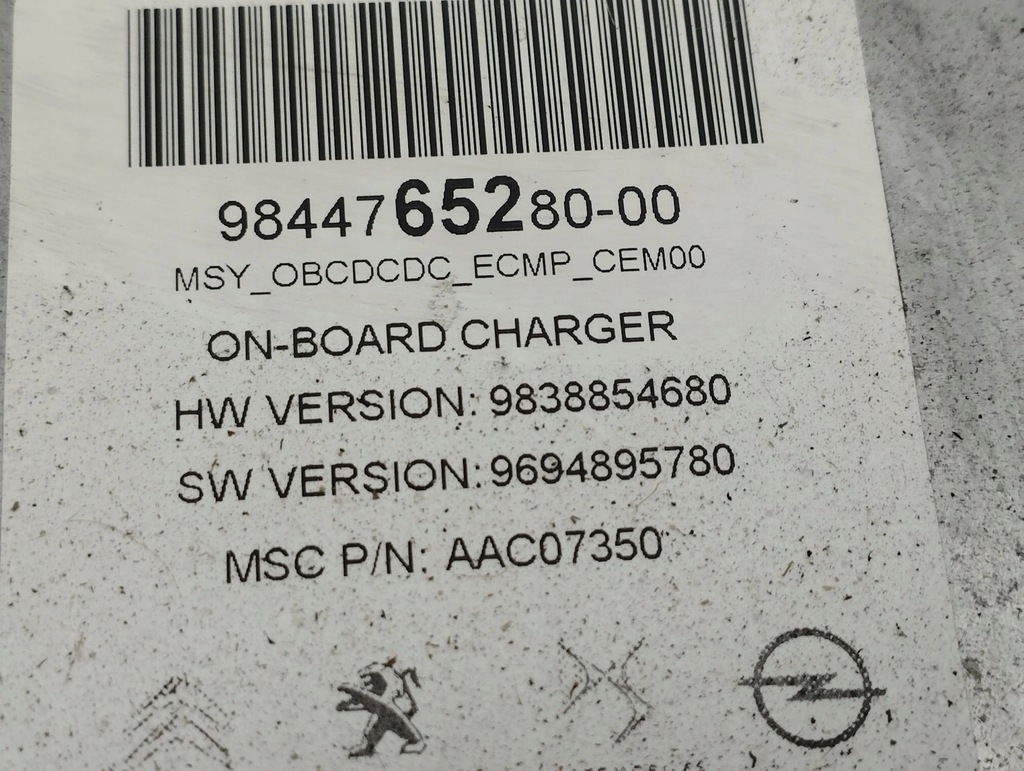 9844765280-00
MSY_OBCDCDC_ECMP_CEM00
ON-BOARD CHARGER
HW VERSION: 9838854680
SW VERSION: 9694895780
MSC P/N: AAC07350